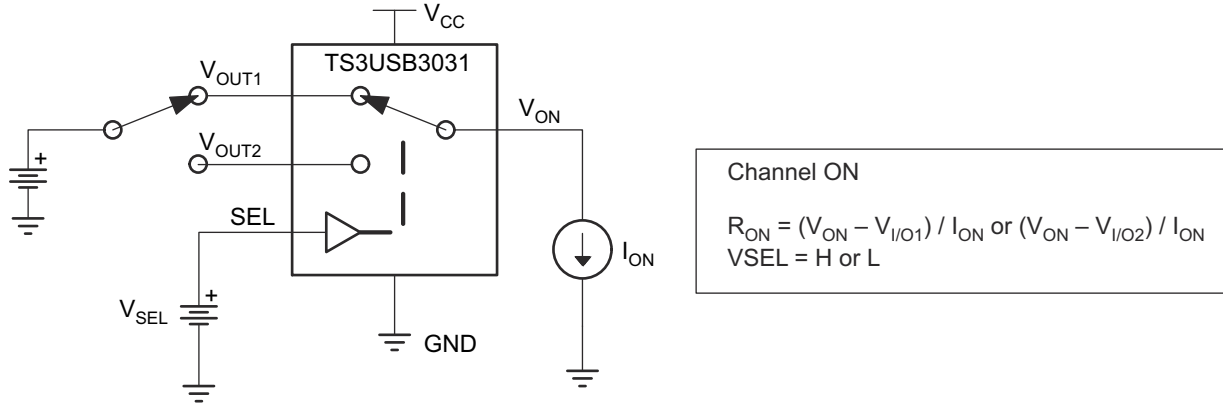 V_CC
TS3USB3031
V_OUT1
V_ON
V_OUT2
SEL
I_ON
V_SEL
GND
+
+
Channel ON
R_ON = (V_ON – V_I/O1) / I_ON or (V_ON – V_I/O2) / I_ON
VSEL = H or L